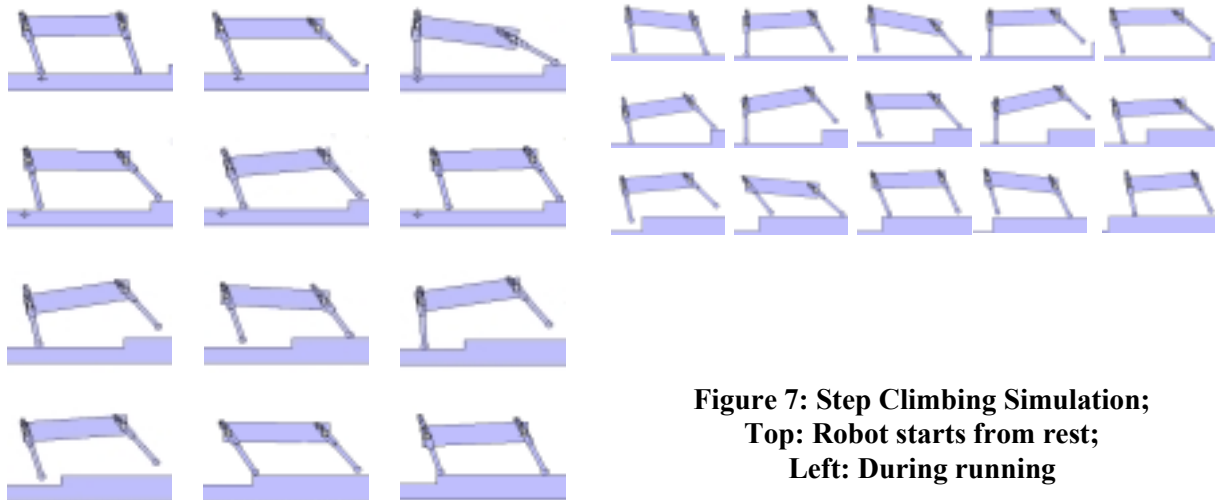 Figure 7: Step Climbing Simulation;
Top: Robot starts from rest;
Left: During running